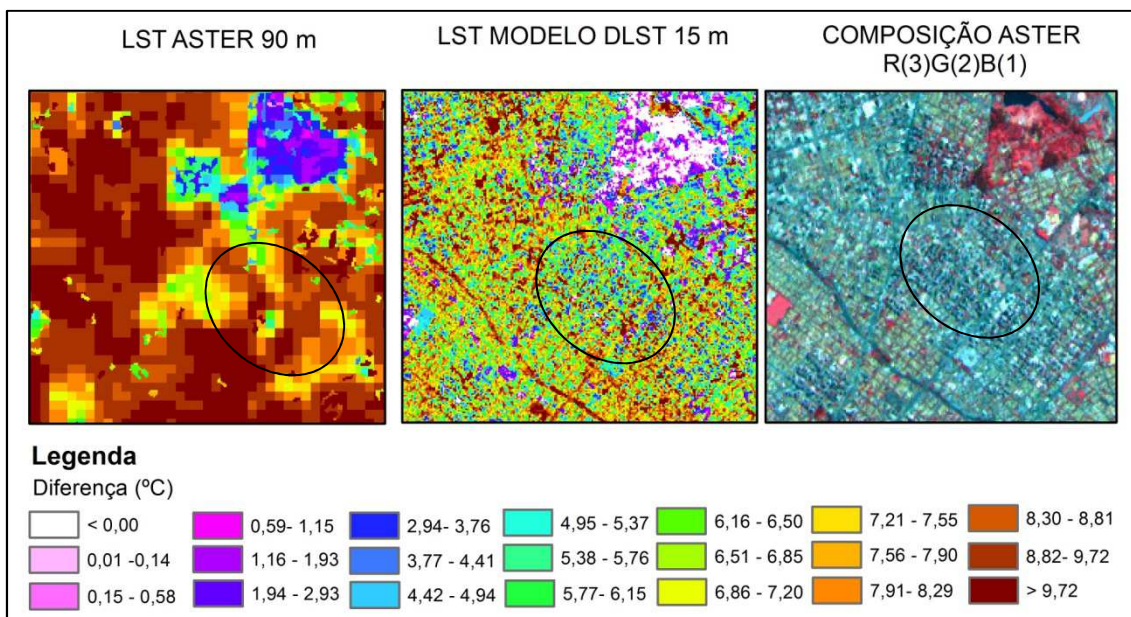 LST ASTER 90 m
LST MODELO DLST 15 m
COMPOSIÇÃO ASTER
R(3)G(2)B(1)
Legenda
Diferença (ºC)
< 0,00
0,59- 1,15
2,94- 3,76
4,95 - 5,37
6,16 - 6,50
7,21 - 7,55
8,30 - 8,81
0,01 -0,14
1,16 - 1,93
3,77 - 4,41
5,38 - 5,76
6,51 - 6,85
7,56 - 7,90
8,82- 9,72
0,15 - 0,58
1,94 - 2,93
4,42 - 4,94
5,77- 6,15
6,86 - 7,20
7,91- 8,29
> 9,72